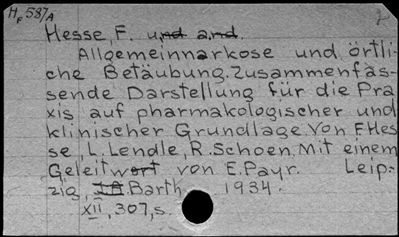 H, 587/A
Hesse, F. und and.
Allgemeinnarkose und örtli-
che Betäubung. Zusammenfas-
sende Darstellung für die Pra
xis auf pharmakologischer und
klinischer Grundlage von F. Hes
se, L. Lendle, R. Schoen. Mit einem
Geleitwort von E. Payr. Leip-
zig, Barth 1934.
XII, 307, s.